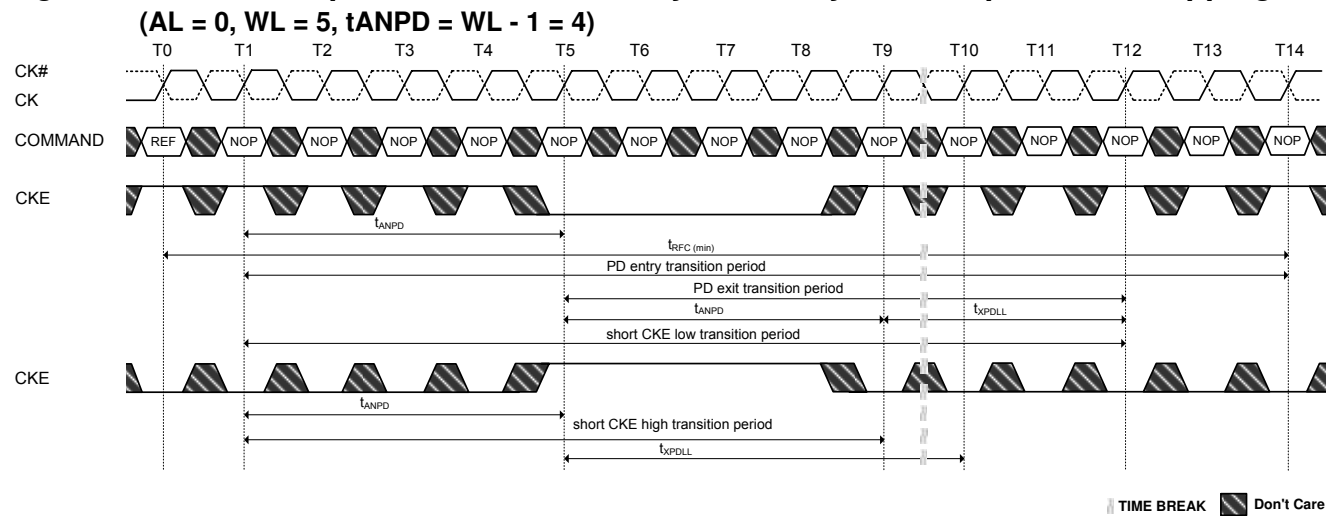 (AL = 0, WL = 5, tANPD = WL - 1 = 4)
T0 T1 T2 T3 T4 T5 T6 T7 T8 T9 T10 T11 T12 T13 T14
CK#
CK
COMMAND REF NOP NOP NOP NOP NOP NOP NOP NOP NOP NOP NOP NOP NOP NOP
CKE
tANPD
tRFC (min)
PD entry transition period
PD exit transition period
tANPD tXPDLL
short CKE low transition period
CKE
tANPD
short CKE high transition period
tXPDLL
TIME BREAK Don't Care